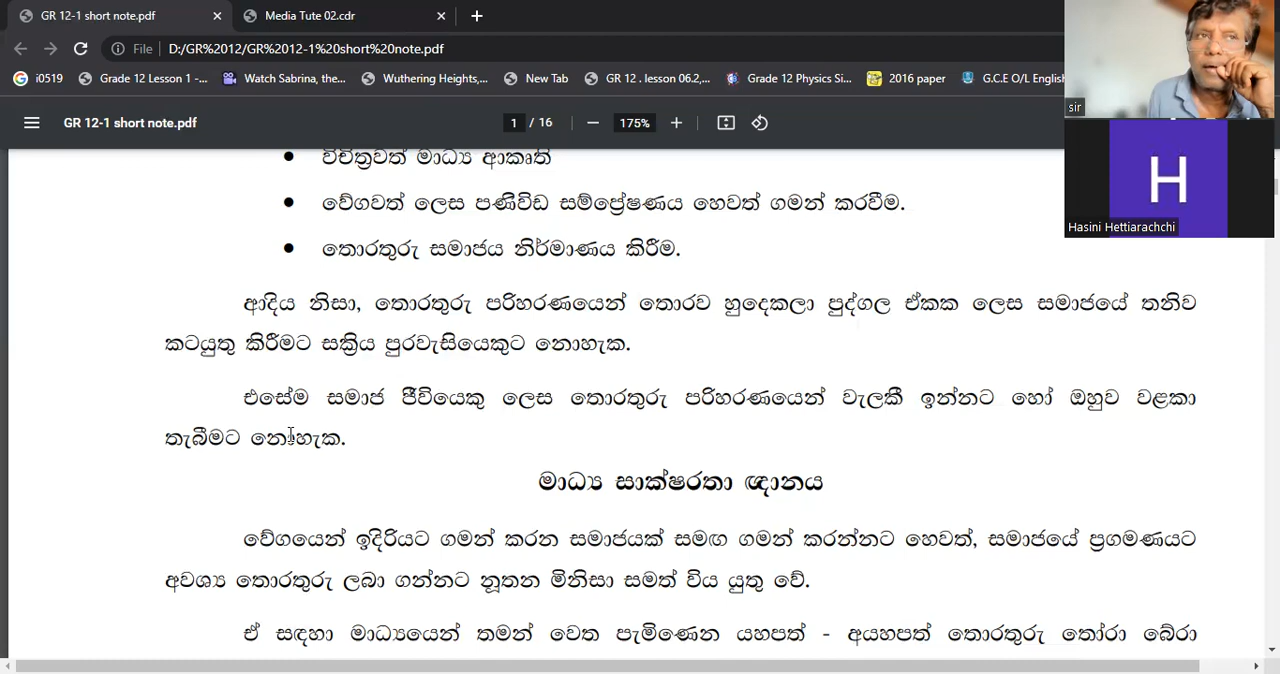 GR 12-1 short note.pdf
Media Tute 02.cdr
File
D:/GR%2012/GR%2012-1%20short%20note.pdf
i0519
Grade 12 Lesson 1 -...
Watch Sabrina, the...
Wuthering Heights,...
New Tab
GR 12 . lesson 06.2,...
Grade 12 Physics Si...
2016 paper
G.C.E O/L English
sir
GR 12-1 short note.pdf
1 / 16
175%
H
Hasini Hettiarachchi
• විචිත්‍රවත් මාධ්‍ය ආකෘති
• වේගවත් ලෙස පණිවිඩ සම්ප්‍රේෂණය හෙවත් ගමන් කරවීම.
• තොරතුරු සමාජය නිර්මාණය කිරීම.
ආදිය නිසා, තොරතුරු පරිහරණයෙන් තොරව හුදෙකලා පුද්ගල ඒකක ලෙස සමාජයේ තනිව
කටයුතු කිරීමට සක්‍රිය පුරවැසියෙකුට නොහැක.
එසේම සමාජ ජීවියෙකු ලෙස තොරතුරු පරිහරණයෙන් වැලකී ඉන්නට හෝ ඔහුව වළකා
තැබීමට නොහැක.
මාධ්‍ය සාක්ෂරතා ඥානය
වේගයෙන් ඉදිරියට ගමන් කරන සමාජයක් සමඟ ගමන් කරන්නට හෙවත්, සමාජයේ ප්‍රගමණයට
අවශ්‍ය තොරතුරු ලබා ගන්නට නූතන මිනිසා සමත් විය යුතු වේ.
ඒ සඳහා මාධ්‍යයෙන් තමන් වෙත පැමිණෙන යහපත් - අයහපත් තොරතුරු තෝරා බේරා